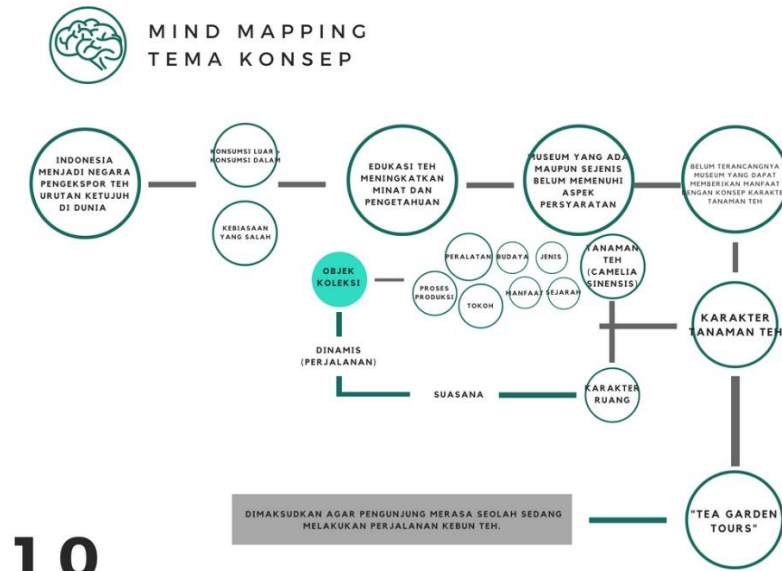 MIND MAPPING
TEMA KONSEP
INDONESIA
MENJADI NEGARA
PENGEKSPOR TEH
URUTAN KETUJUH
DI DUNIA
KONSUMSI LUAR >
KONSUMSI DALAM
KEBIASAAN
YANG SALAH
EDUKASI TEH
MENINGKATKAN
MINAT DAN
PENGETAHUAN
MUSEUM YANG ADA
MAUPUN SEJENIS
BELUM MEMENUHI
ASPEK
PERSYARATAN
BELUM TERANCANGNYA
MUSEUM YANG DAPAT
MEMBERIKAN MANFAAT
DENGAN KONSEP KARAKTER
TANAMAN TEH
OBJEK
KOLEKSI
PERALATAN
BUDAYA
JENIS
PROSES
PRODUKSI
TOKOH
MANFAAT
SEJARAH
TANAMAN
TEH
(CAMELIA
SINENSIS)
KARAKTER
TANAMAN TEH
DINAMIS
(PERJALANAN)
SUASANA
KARAKTER
RUANG
"TEA GARDEN
TOURS"
DIMAKSUDKAN AGAR PENGUNJUNG MERASA SEOLAH SEDANG
MELAKUKAN PERJALANAN KEBUN TEH.
10